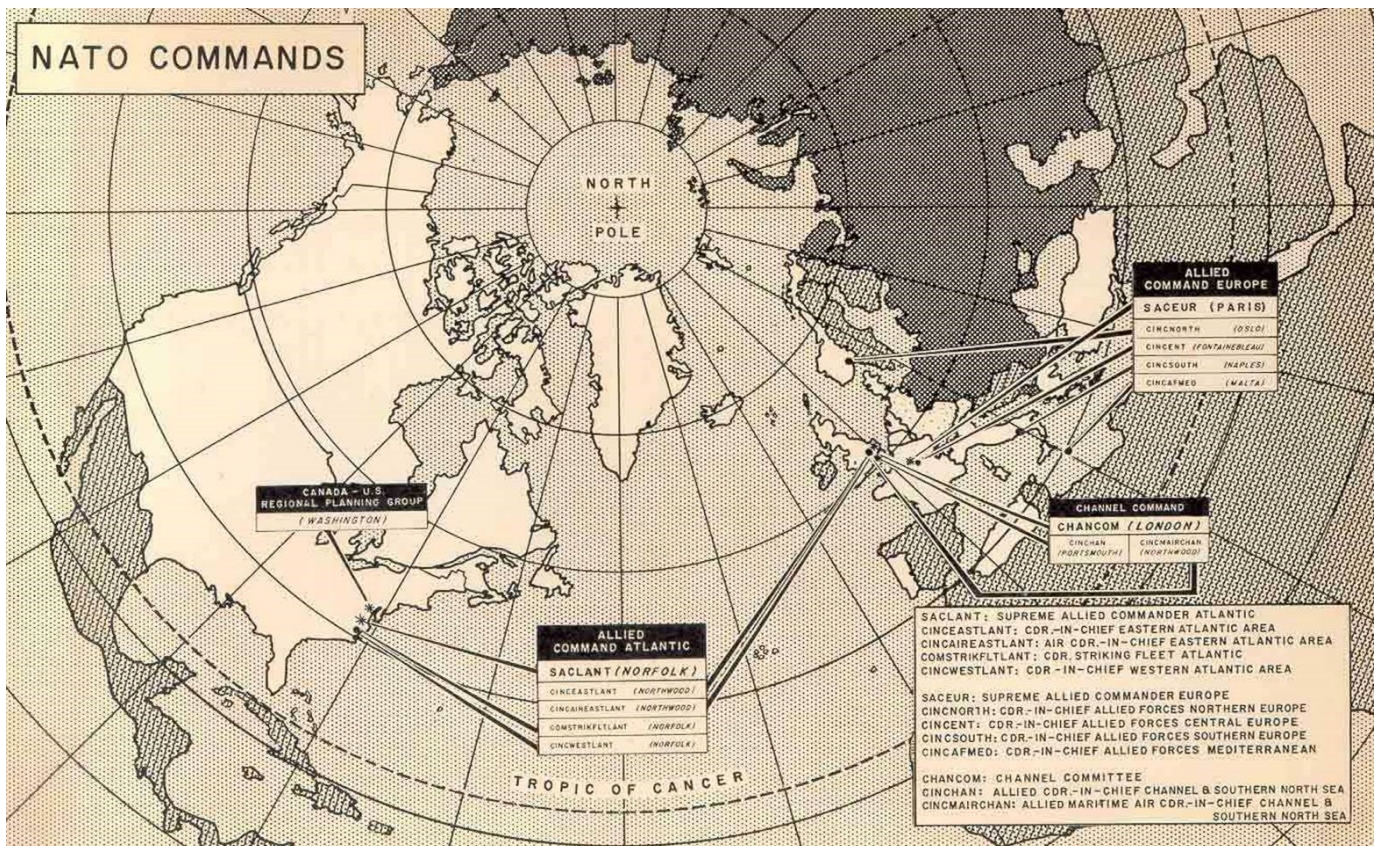 NATO COMMANDS
NORTH
POLE
ALLIED
COMMAND EUROPE
SACEUR (PARIS)
CINCNORTH (OSLO)
CINCENT (FONTAINEBLEAU)
CINCSOUTH (NAPLES)
CINCAFMED (MALTA)
CANADA – U.S.
REGIONAL PLANNING GROUP
(WASHINGTON)
CHANNEL COMMAND
CHANCOM (LONDON)
CINCHAN
(PORTSMOUTH)
CINCMAIRCHAN
(NORTHWOOD)
ALLIED
COMMAND ATLANTIC
SACLANT (NORFOLK)
CINCEASTLANT (NORTHWOOD)
CINCAIREASTLANT (NORTHWOOD)
COMSTRIKFLTLANT (NORFOLK)
CINCWESTLANT (NORFOLK)
TROPIC OF CANCER
SACLANT: SUPREME ALLIED COMMANDER ATLANTIC
CINCEASTLANT: CDR.-IN-CHIEF EASTERN ATLANTIC AREA
CINCAIREASTLANT: AIR CDR.-IN-CHIEF EASTERN ATLANTIC AREA
COMSTRIKFLTLANT: CDR. STRIKING FLEET ATLANTIC
CINCWESTLANT: CDR-IN-CHIEF WESTERN ATLANTIC AREA
SACEUR: SUPREME ALLIED COMMANDER EUROPE
CINCNORTH: CDR.-IN-CHIEF ALLIED FORCES NORTHERN EUROPE
CINCENT: CDR.-IN-CHIEF ALLIED FORCES CENTRAL EUROPE
CINCSOUTH: CDR.-IN-CHIEF ALLIED FORCES SOUTHERN EUROPE
CINCAFMED: CDR.-IN-CHIEF ALLIED FORCES MEDITERRANEAN
CHANCOM: CHANNEL COMMITTEE
CINCHAN: ALLIED CDR.-IN-CHIEF CHANNEL & SOUTHERN NORTH SEA
CINCMAIRCHAN: ALLIED MARITIME AIR CDR.-IN-CHIEF CHANNEL &
SOUTHERN NORTH SEA